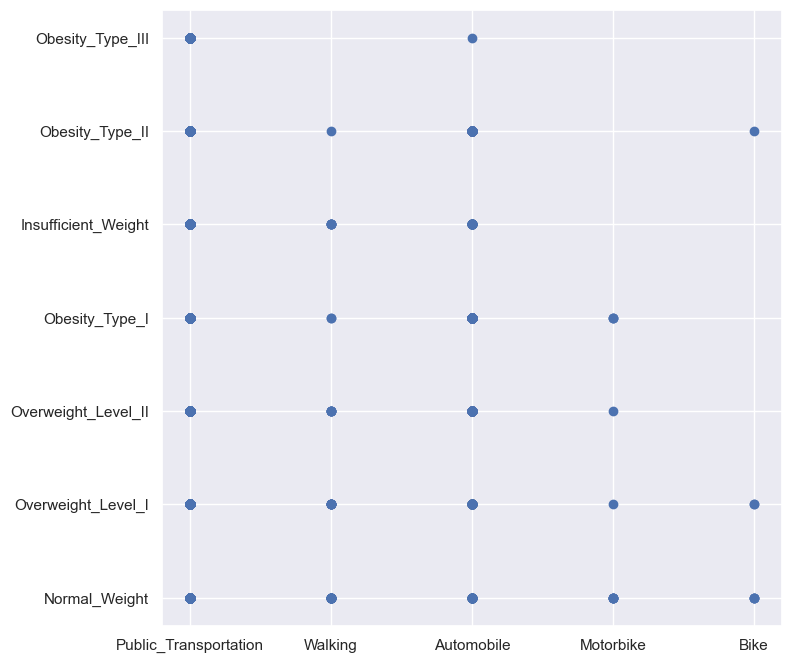 Obesity_Type_III
Obesity_Type_II
Insufficient_Weight
Obesity_Type_I
Overweight_Level_II
Overweight_Level_I
Normal_Weight
Public_Transportation Walking Automobile Motorbike Bike